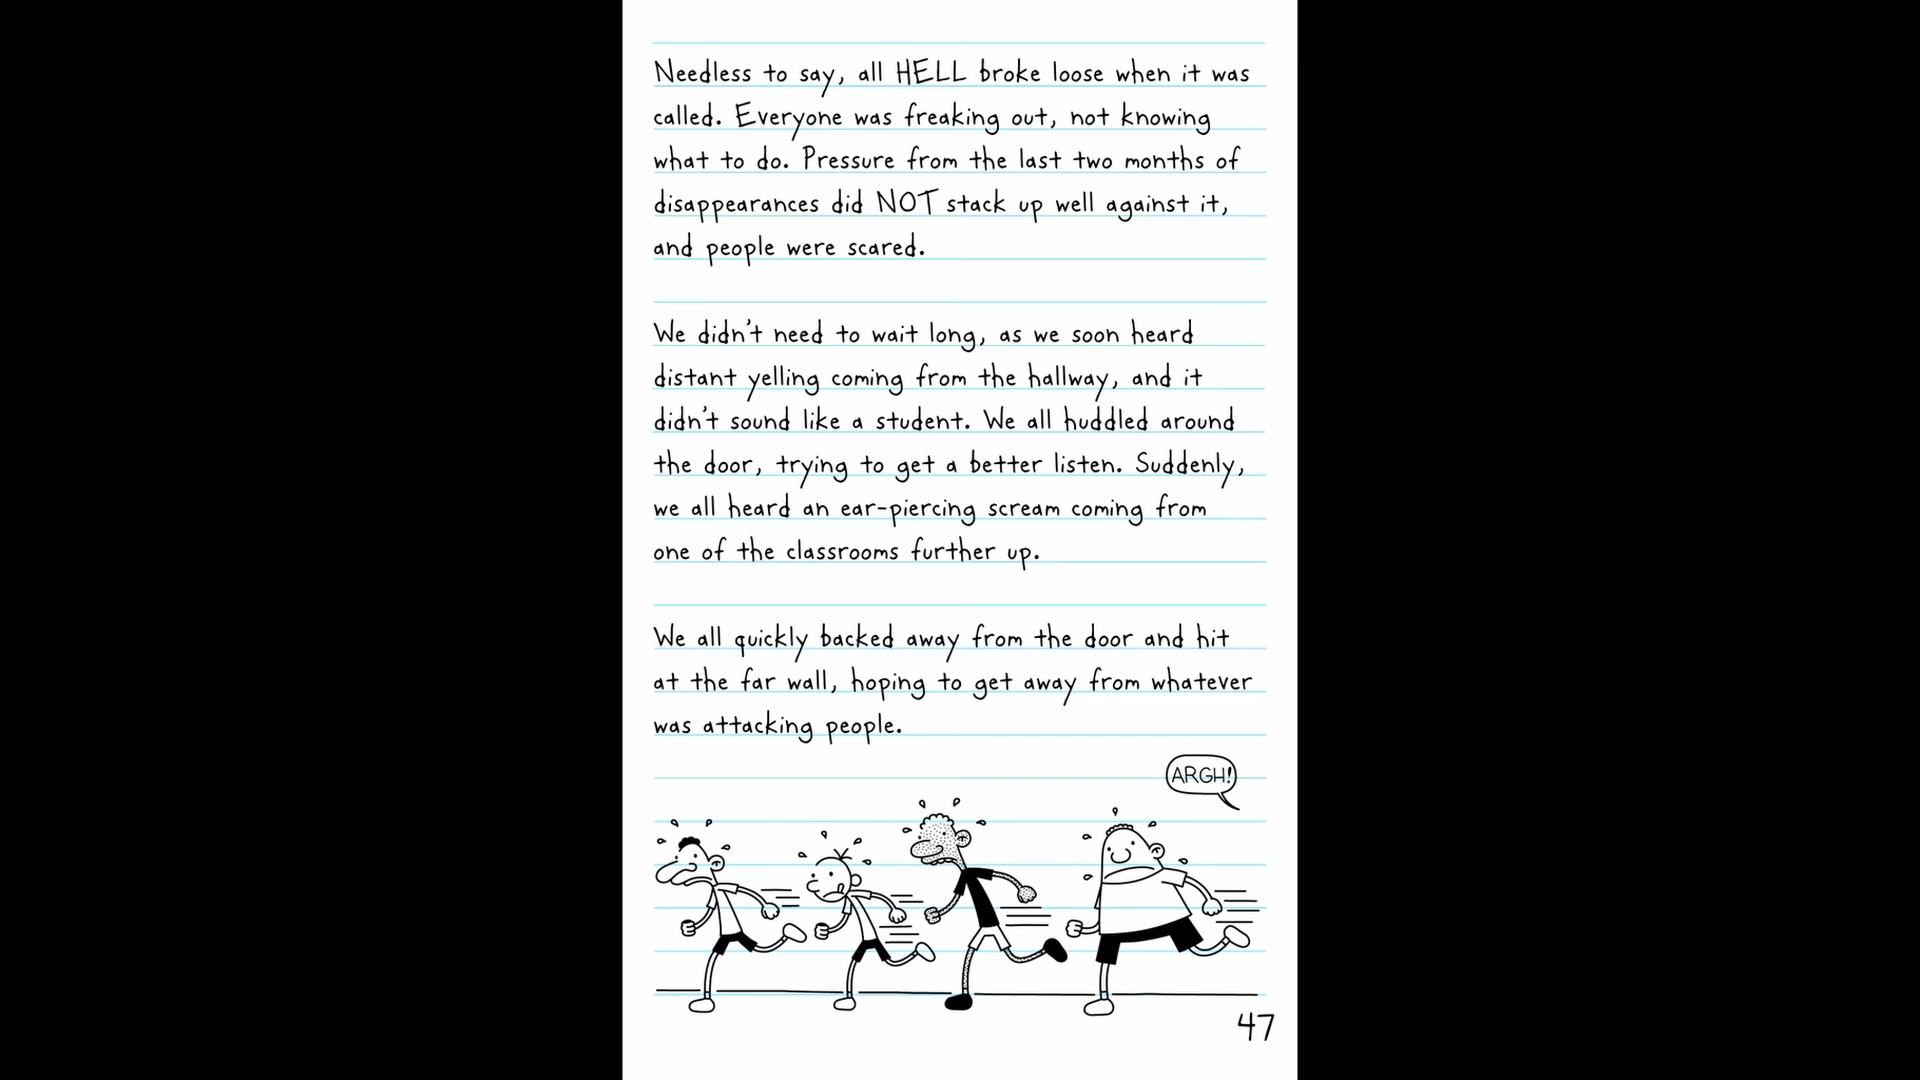 Needless to say, all HELL broke loose when it was
called. Everyone was freaking out, not knowing
what to do. Pressure from the last two months of
disappearances did NOT stack up well against it,
and people were scared.
We didn't need to wait long, as we soon heard
distant yelling coming from the hallway, and it
didn't sound like a student. We all huddled around
the door, trying to get a better listen. Suddenly,
we all heard an ear-piercing scream coming from
one of the classrooms further up.
We all quickly backed away from the door and hit
at the far wall, hoping to get away from whatever
was attacking people.
ARGH!
47